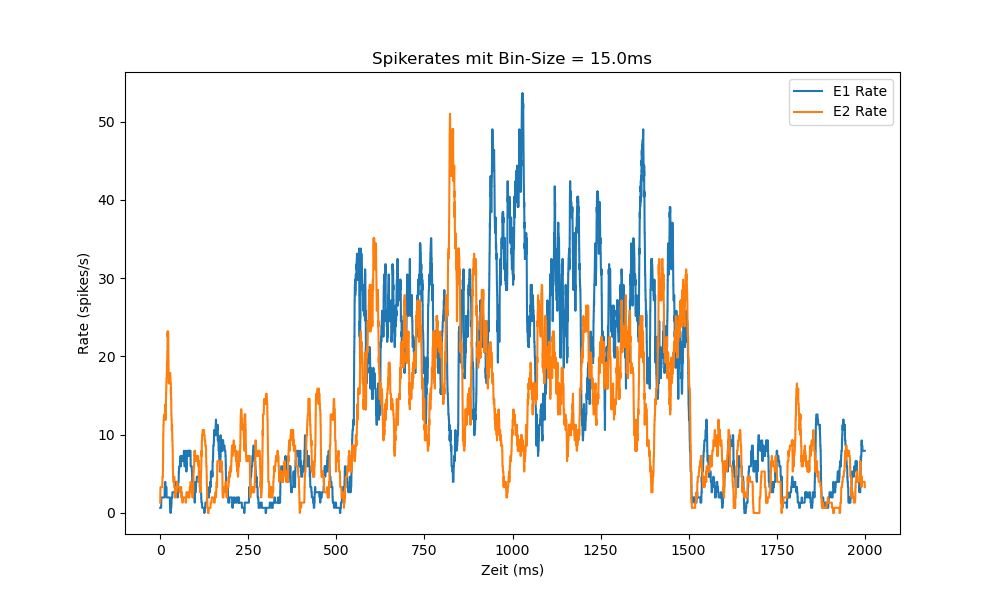 Spikerates mit Bin-Size = 15.0ms
E1 Rate
E2 Rate
Rate (spikes/s)
50
40
30
20
10
0
0 250 500 750 1000 1250 1500 1750 2000
Zeit (ms)